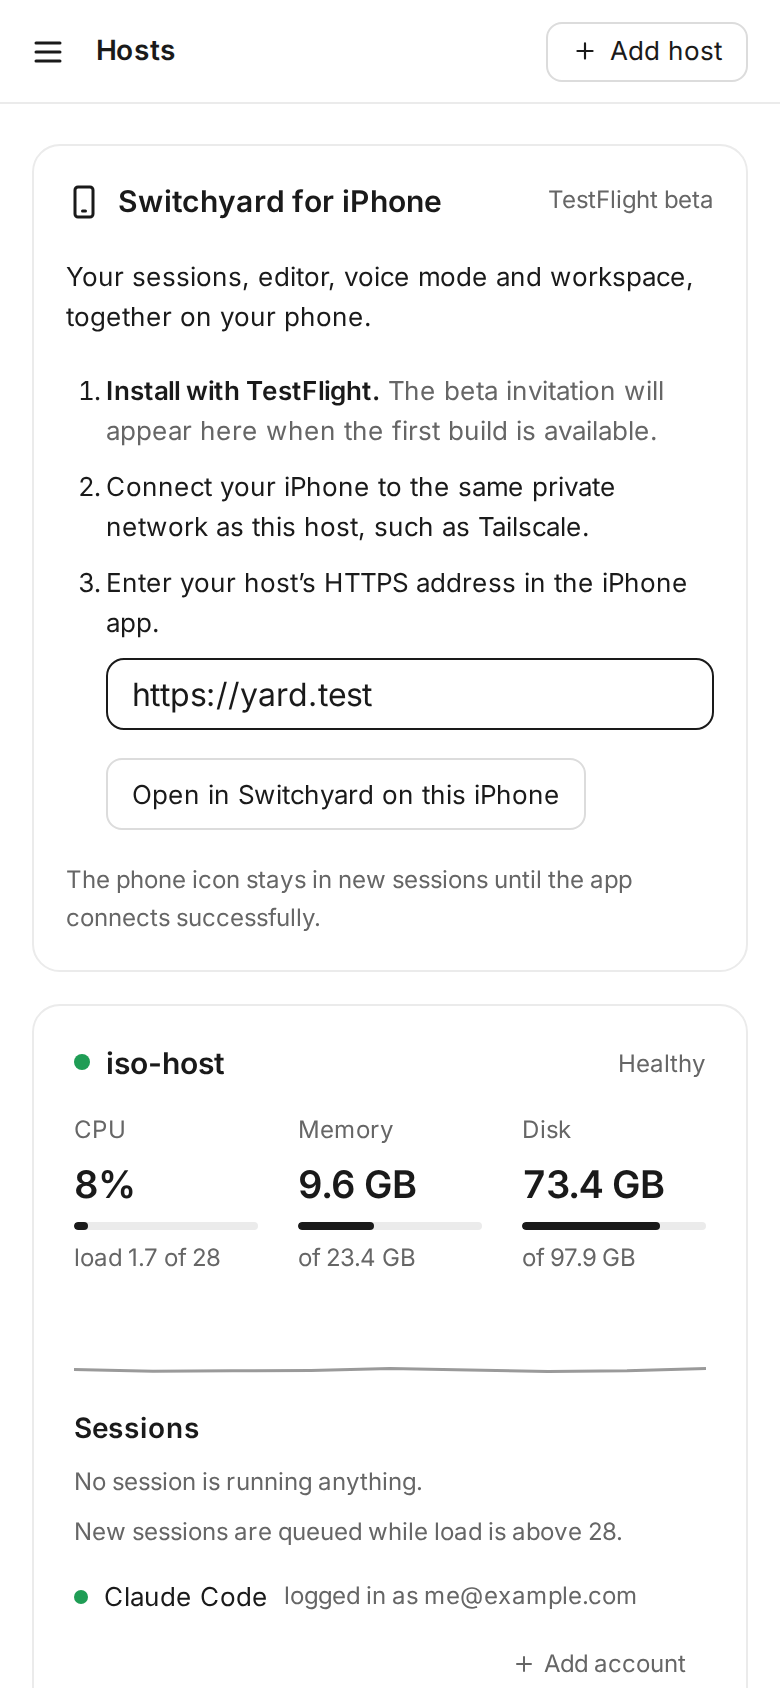 Hosts
+ Add host
Switchyard for iPhone
TestFlight beta
Your sessions, editor, voice mode and workspace,
together on your phone.
1. Install with TestFlight. The beta invitation will
appear here when the first build is available.
2. Connect your iPhone to the same private
network as this host, such as Tailscale.
3. Enter your host’s HTTPS address in the iPhone
app.
https://yard.test
Open in Switchyard on this iPhone
The phone icon stays in new sessions until the app
connects successfully.
iso-host
Healthy
CPU Memory Disk
8% 9.6 GB 73.4 GB
load 1.7 of 28 of 23.4 GB of 97.9 GB
Sessions
No session is running anything.
New sessions are queued while load is above 28.
Claude Code logged in as me@example.com
+ Add account